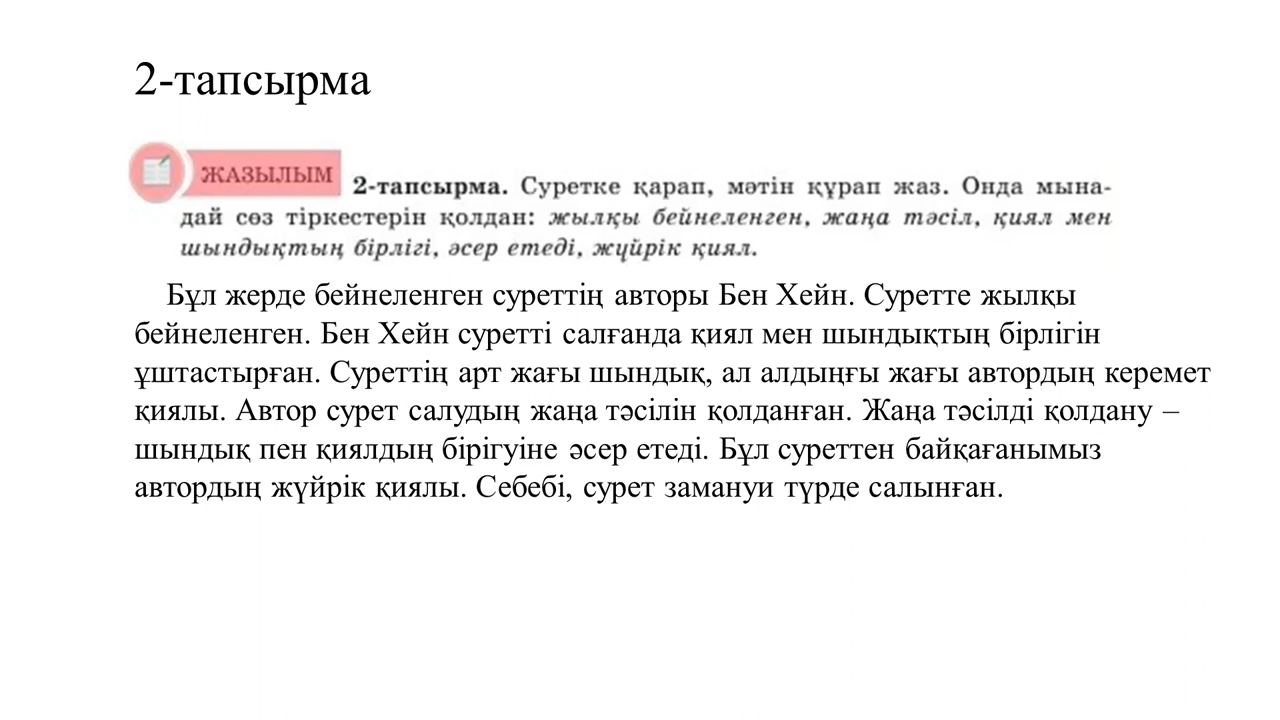 2-тапсырма
ЖАЗЫЛЫМ
2-тапсырма. Суретке қарап, мәтін құрап жаз. Онда мына-
дай сөз тіркестерін қолдан: жылқы бейнеленген, жаңа тәсіл, қиял мен
шындықтың бірлігі, әсер етеді, жүйрік қиял.
Бұл жерде бейнеленген суреттің авторы Бен Хейн. Суретте жылқы
бейнеленген. Бен Хейн суретті салғанда қиял мен шындықтың бірлігін
ұштастырған. Суреттің арт жағы шындық, ал алдыңғы жағы автордың керемет
қиялы. Автор сурет салудың жаңа тәсілін қолданған. Жаңа тәсілді қолдану –
шындық пен қиялдың бірігуіне әсер етеді. Бұл суреттен байқағанымыз
автордың жүйрік қиялы. Себебі, сурет замануи түрде салынған.